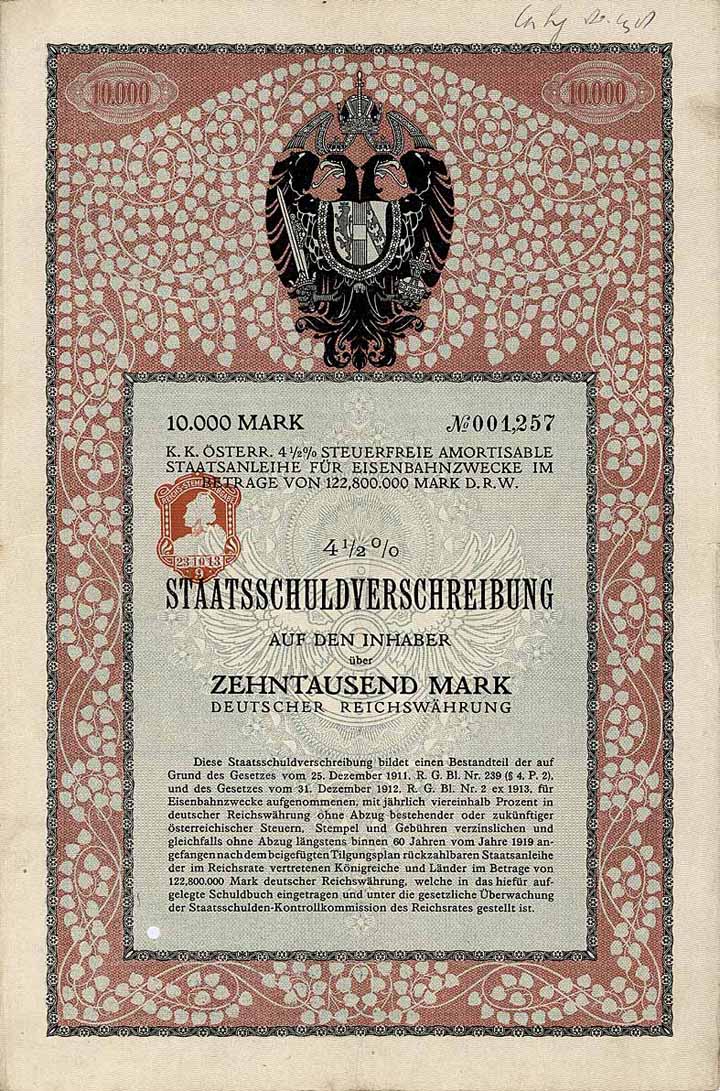 10.000 10.000
10.000 MARK № 001,257
K. K. ÖSTERR. 4½% STEUERFREIE AMORTISABLE
STAATSANLEIHE FÜR EISENBAHNZWECKE IM
BETRAGE VON 122,800.000 MARK D. R. W.
REICHSSTEMPELABGABE
23·10·13
9
4½%
STAATSSCHULDVERSCHREIBUNG
AUF DEN INHABER
über
ZEHNTAUSEND MARK
DEUTSCHER REICHSWÄHRUNG
Diese Staatsschuldverschreibung bildet einen Bestandteil der auf
Grund des Gesetzes vom 25. Dezember 1911, R. G. Bl. Nr. 239 (§ 4, P. 2),
und des Gesetzes vom 31. Dezember 1912, R. G. Bl. Nr. 2 ex 1913, für
Eisenbahnzwecke aufgenommenen, mit jährlich viereinhalb Prozent in
deutscher Reichswährung ohne Abzug bestehender oder zukünftiger
österreichischer Steuern, Stempel und Gebühren verzinslichen und
gleichfalls ohne Abzug längstens binnen 60 Jahren vom Jahre 1919 an-
gefangen nach dem beigefügten Tilgungsplan rückzahlbaren Staatsanleihe
der im Reichsrate vertretenen Königreiche und Länder im Betrage von
122,800.000 Mark deutscher Reichswährung, welche in das hiefür auf-
gelegte Schuldbuch eingetragen und unter die gesetzliche Überwachung
der Staatsschulden-Kontrollkommission des Reichsrates gestellt ist.